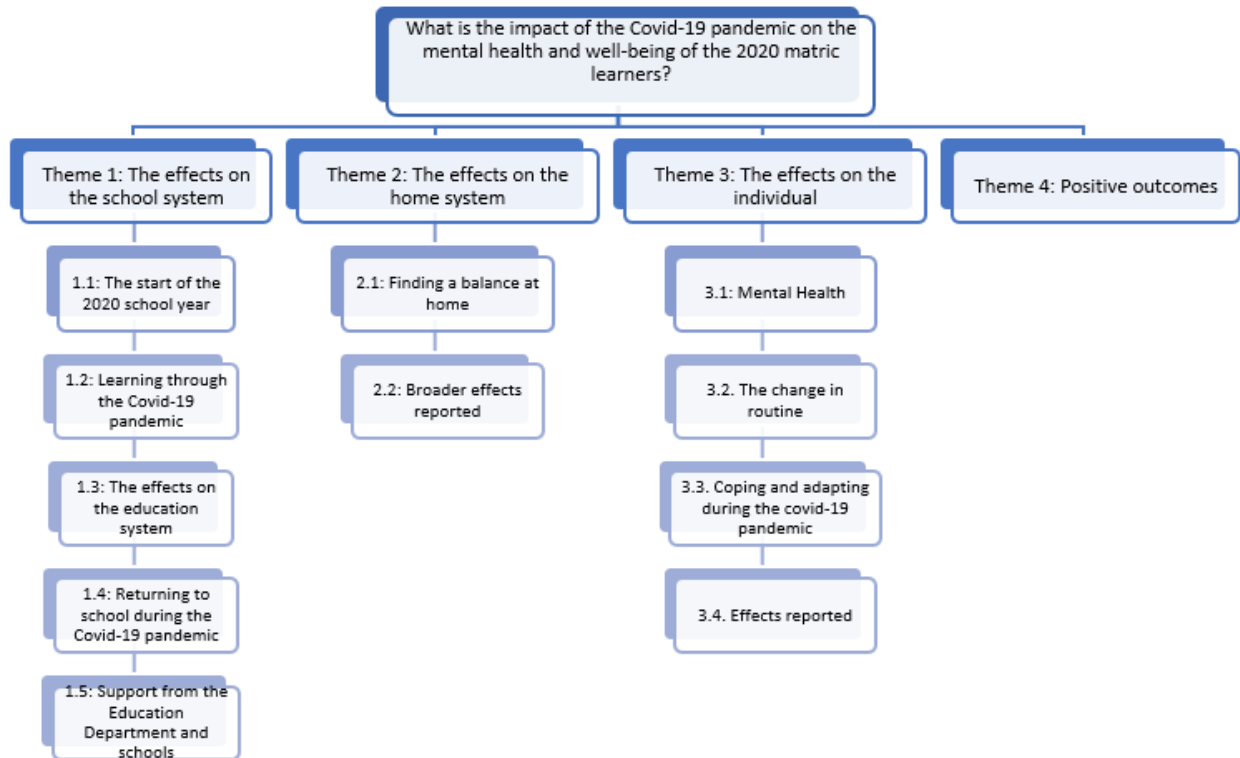 What is the impact of the Covid-19 pandemic on the
mental health and well-being of the 2020 matric
learners?
Theme 1: The effects on
the school system
1.1: The start of the
2020 school year
1.2: Learning through
the Covid-19
pandemic
1.3: The effects on
the education
system
1.4: Returning to
school during the
Covid-19 pandemic
1.5: Support from the
Education
Department and
schools
Theme 2: The effects on the
home system
2.1: Finding a balance at
home
2.2: Broader effects
reported
Theme 3: The effects on the
individual
3.1: Mental Health
3.2. The change in
routine
3.3. Coping and adapting
during the covid-19
pandemic
3.4. Effects reported
Theme 4: Positive outcomes